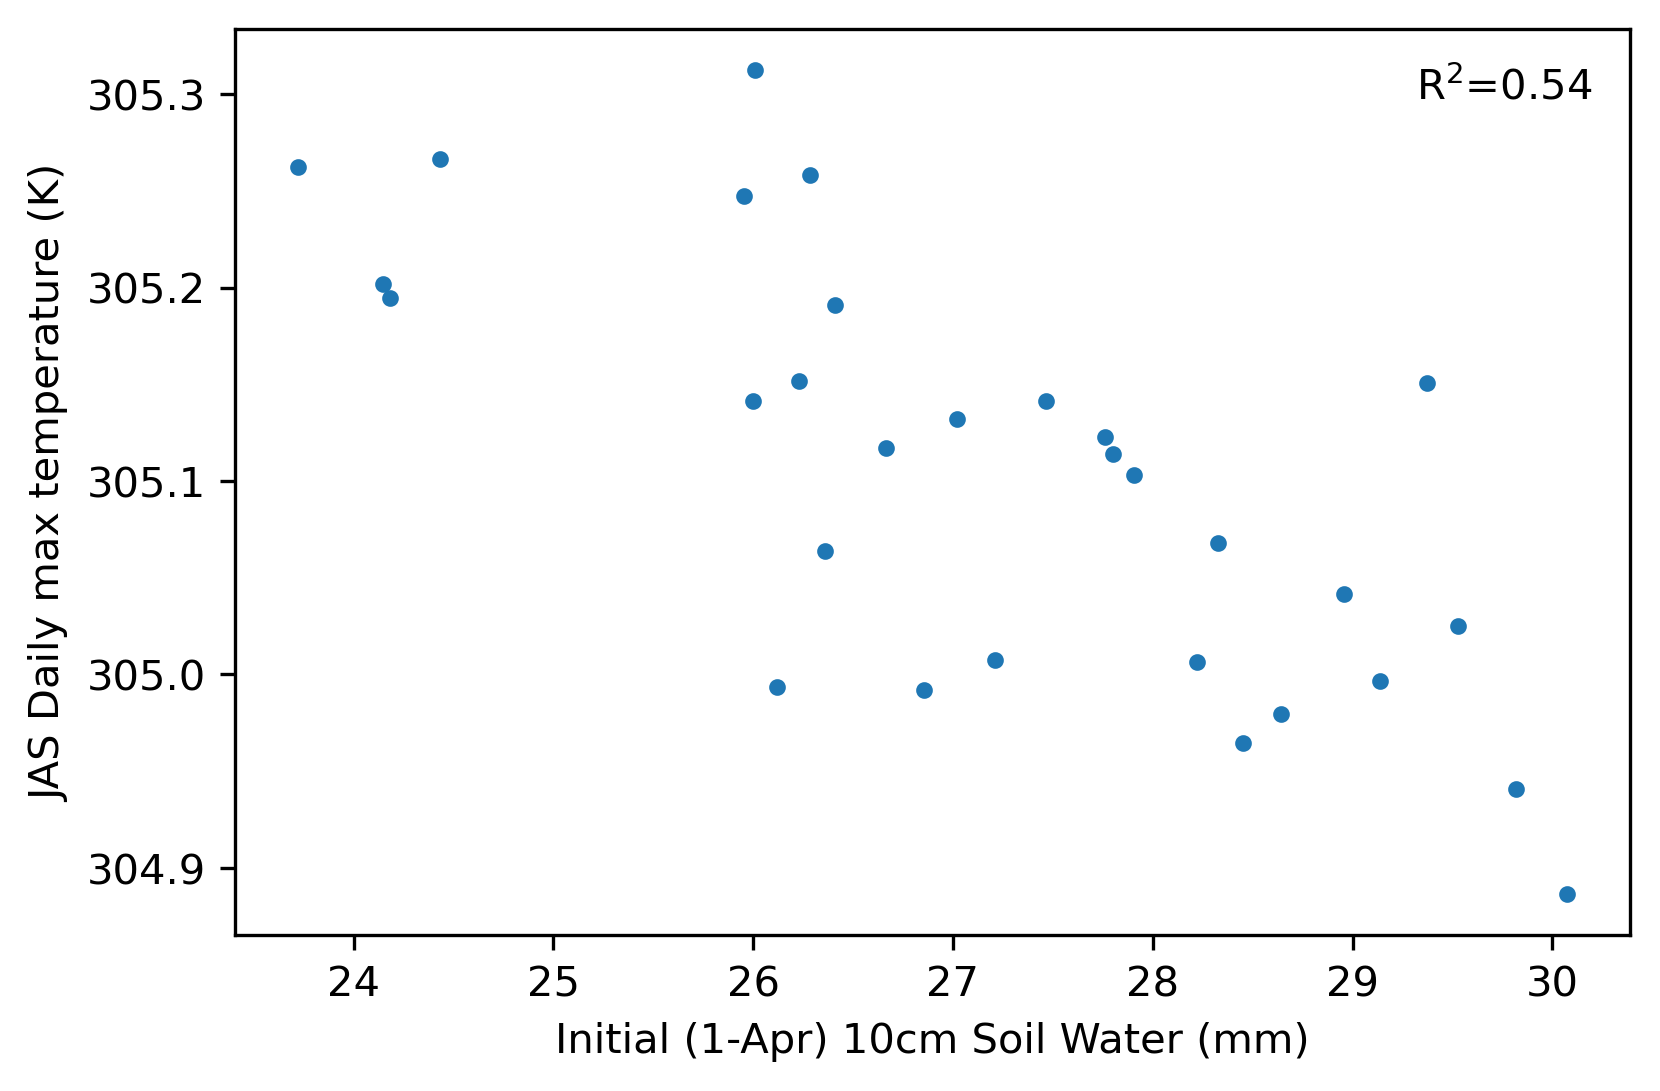 R²=0.54
305.3
305.2
305.1
305.0
304.9
JAS Daily max temperature (K)
24 25 26 27 28 29 30
Initial (1-Apr) 10cm Soil Water (mm)